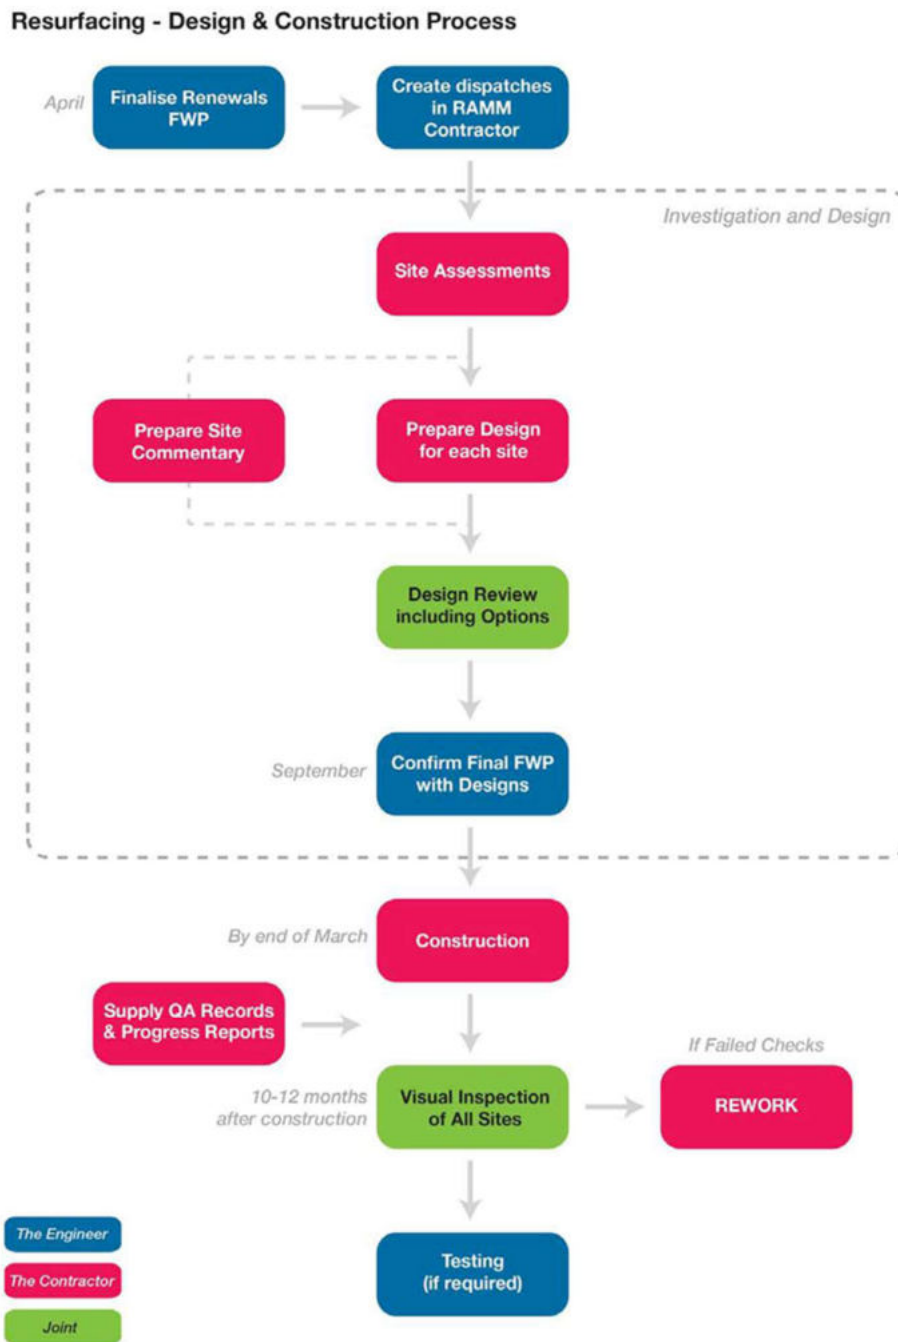 Resurfacing - Design & Construction Process
April
Finalise Renewals
FWP
Create dispatches
in RAMM
Contractor
Investigation and Design
Site Assessments
Prepare Site
Commentary
Prepare Design
for each site
Design Review
including Options
September
Confirm Final FWP
with Designs
By end of March
Construction
Supply QA Records
& Progress Reports
If Failed Checks
10-12 months
after construction
Visual Inspection
of All Sites
REWORK
The Engineer
The Contractor
Joint
Testing
(if required)